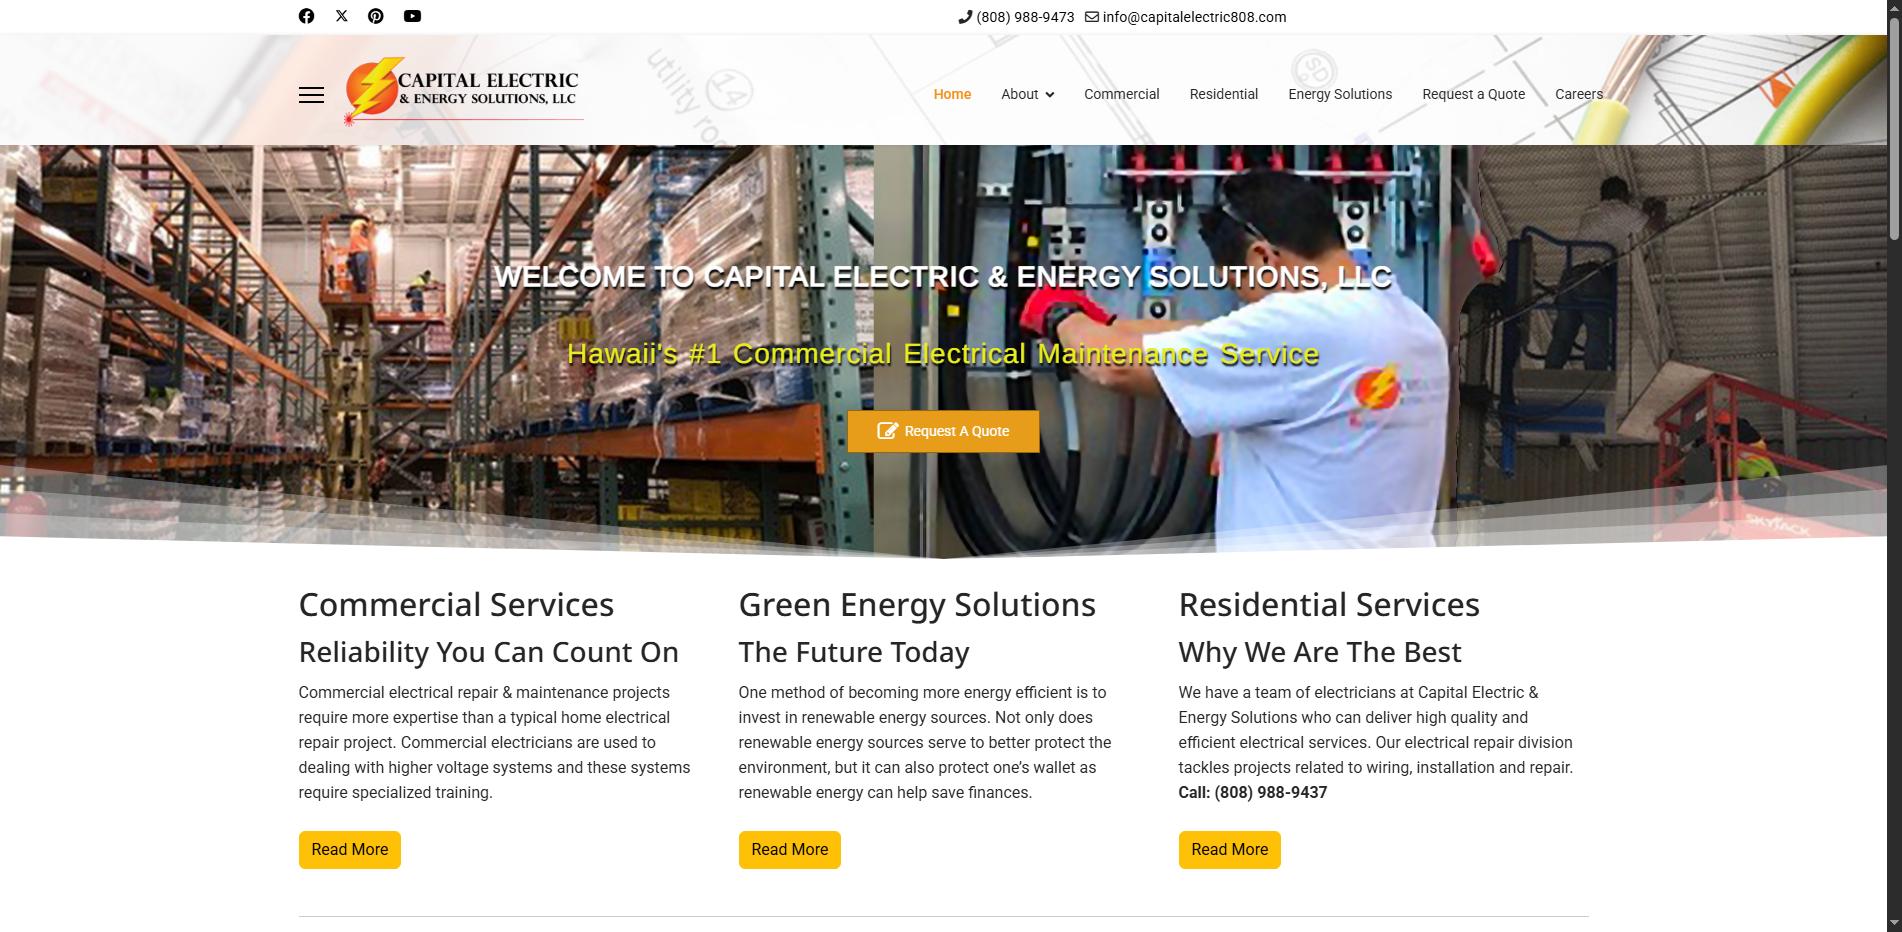 (808) 988-9473 info@capitalelectric808.com
utility roo
14
SD
CAPITAL ELECTRIC
& ENERGY SOLUTIONS, LLC
Home About Commercial Residential Energy Solutions Request a Quote Careers
WELCOME TO CAPITAL ELECTRIC & ENERGY SOLUTIONS, LLC
Hawaii's #1 Commercial Electrical Maintenance Service
Request A Quote
SKYJACK
Commercial Services
Reliability You Can Count On
Commercial electrical repair & maintenance projects
require more expertise than a typical home electrical
repair project. Commercial electricians are used to
dealing with higher voltage systems and these systems
require specialized training.
Read More
Green Energy Solutions
The Future Today
One method of becoming more energy efficient is to
invest in renewable energy sources. Not only does
renewable energy sources serve to better protect the
environment, but it can also protect one’s wallet as
renewable energy can help save finances.
Read More
Residential Services
Why We Are The Best
We have a team of electricians at Capital Electric &
Energy Solutions who can deliver high quality and
efficient electrical services. Our electrical repair division
tackles projects related to wiring, installation and repair.
Call: (808) 988-9437
Read More